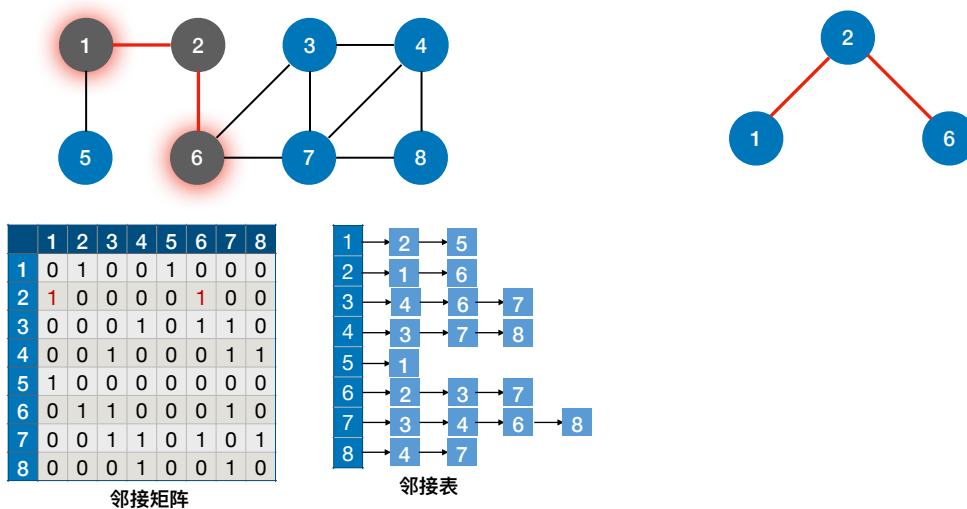 1 2 3 4
2
5 6 7 8
1 6
1 2 3 4 5 6 7 8
1 0 1 0 0 1 0 0 0
2 1 0 0 0 0 1 0 0
3 0 0 0 1 0 1 1 0
4 0 0 1 0 0 0 1 1
5 1 0 0 0 0 0 0 0
6 0 1 1 0 0 0 1 0
7 0 0 1 1 0 1 0 1
8 0 0 0 1 0 0 1 0
邻接矩阵
1 2 5
2 1 6
3 4 6 7
4 3 7 8
5 1
6 2 3 7
7 3 4 6 8
8 4 7
邻接表